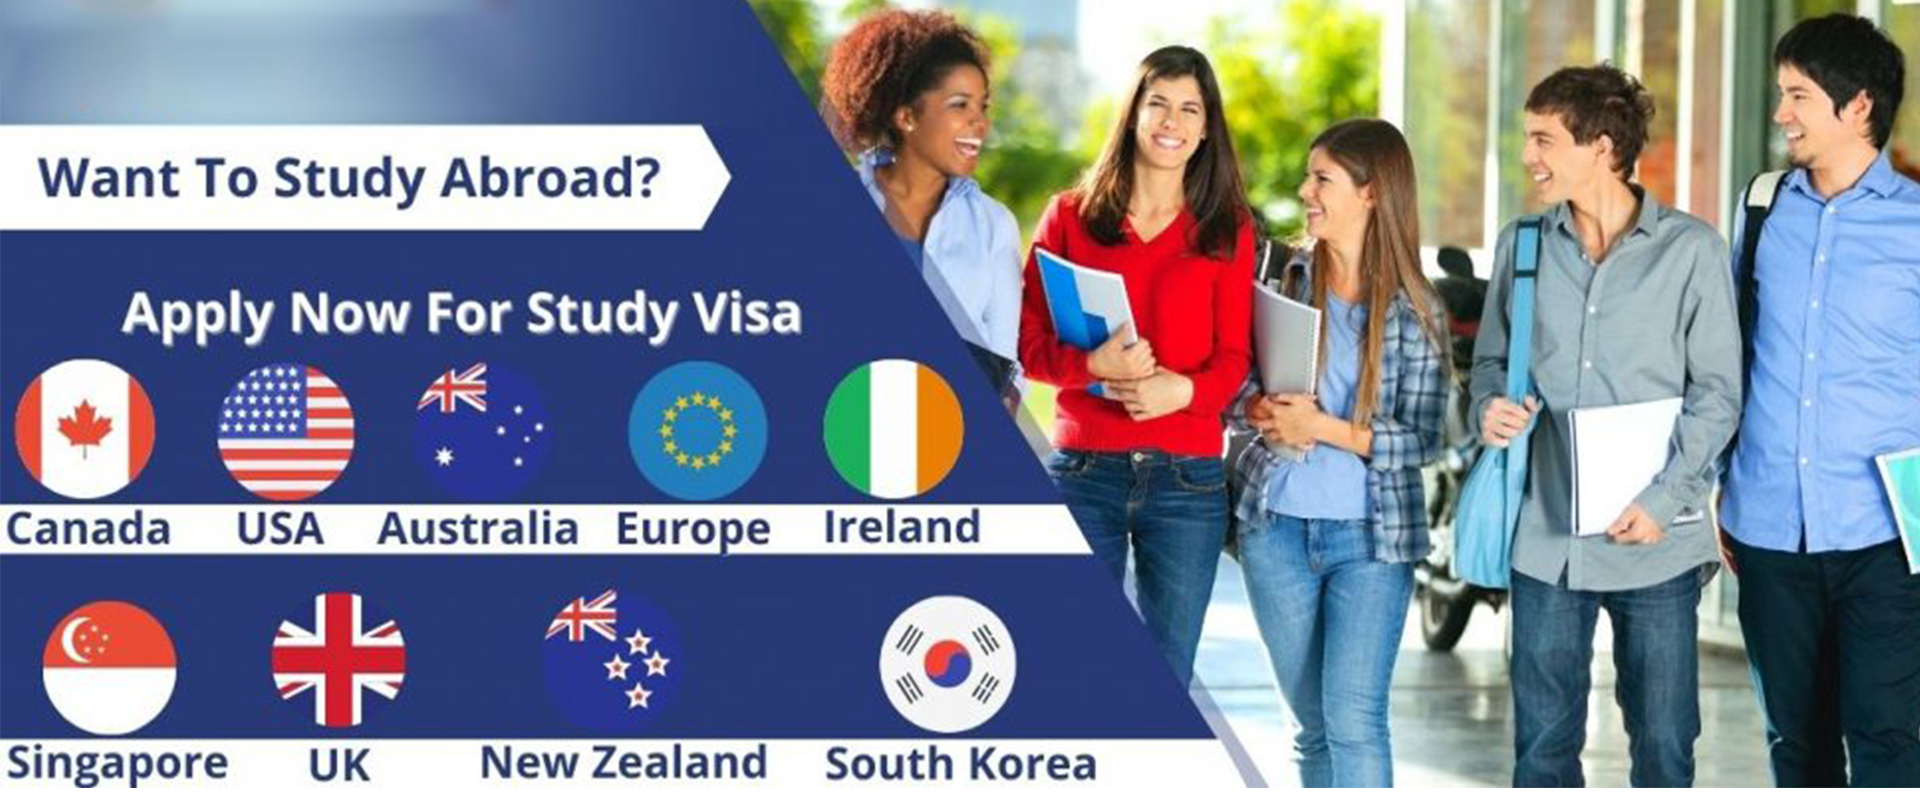 Want To Study Abroad?
Apply Now For Study Visa
Canada USA Australia Europe Ireland
Singapore UK New Zealand South Korea